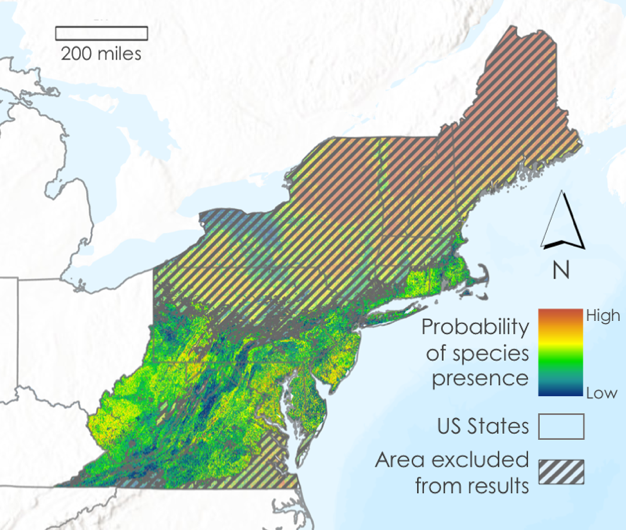 200 miles
N
Probability
of species
presence
High
Low
US States
Area excluded
from results